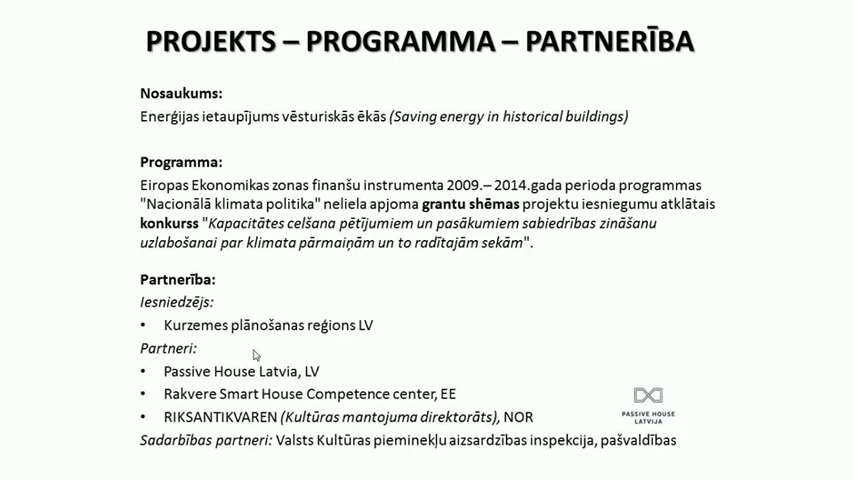 PROJEKTS – PROGRAMMA – PARTNERĪBA
Nosaukums:
Enerģijas ietaupījums vēsturiskās ēkās (Saving energy in historical buildings)
Programma:
Eiropas Ekonomikas zonas finanšu instrumenta 2009.– 2014.gada perioda programmas
"Nacionālā klimata politika" neliela apjoma grantu shēmas projektu iesniegumu atklātais
konkurss "Kapacitātes celšana pētījumiem un pasākumiem sabiedrības zināšanu
uzlabošanai par klimata pārmaiņām un to radītajām sekām".
Partnerība:
Iesniedzējs:
• Kurzemes plānošanas reģions LV
Partneri:
• Passive House Latvia, LV
• Rakvere Smart House Competence center, EE
• RIKSANTIKVAREN (Kultūras mantojuma direktorāts), NOR
Sadarbības partneri: Valsts Kultūras pieminekļu aizsardzības inspekcija, pašvaldības
PASSIVE HOUSE
LATVIJA